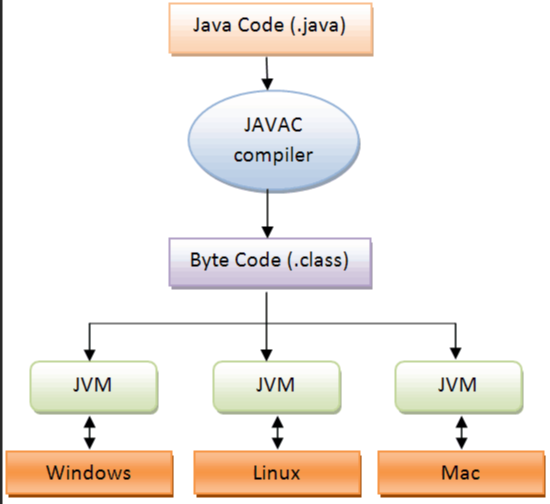 Java Code (.java)
JAVAC
compiler
Byte Code (.class)
JVM
JVM
JVM
Windows
Linux
Mac